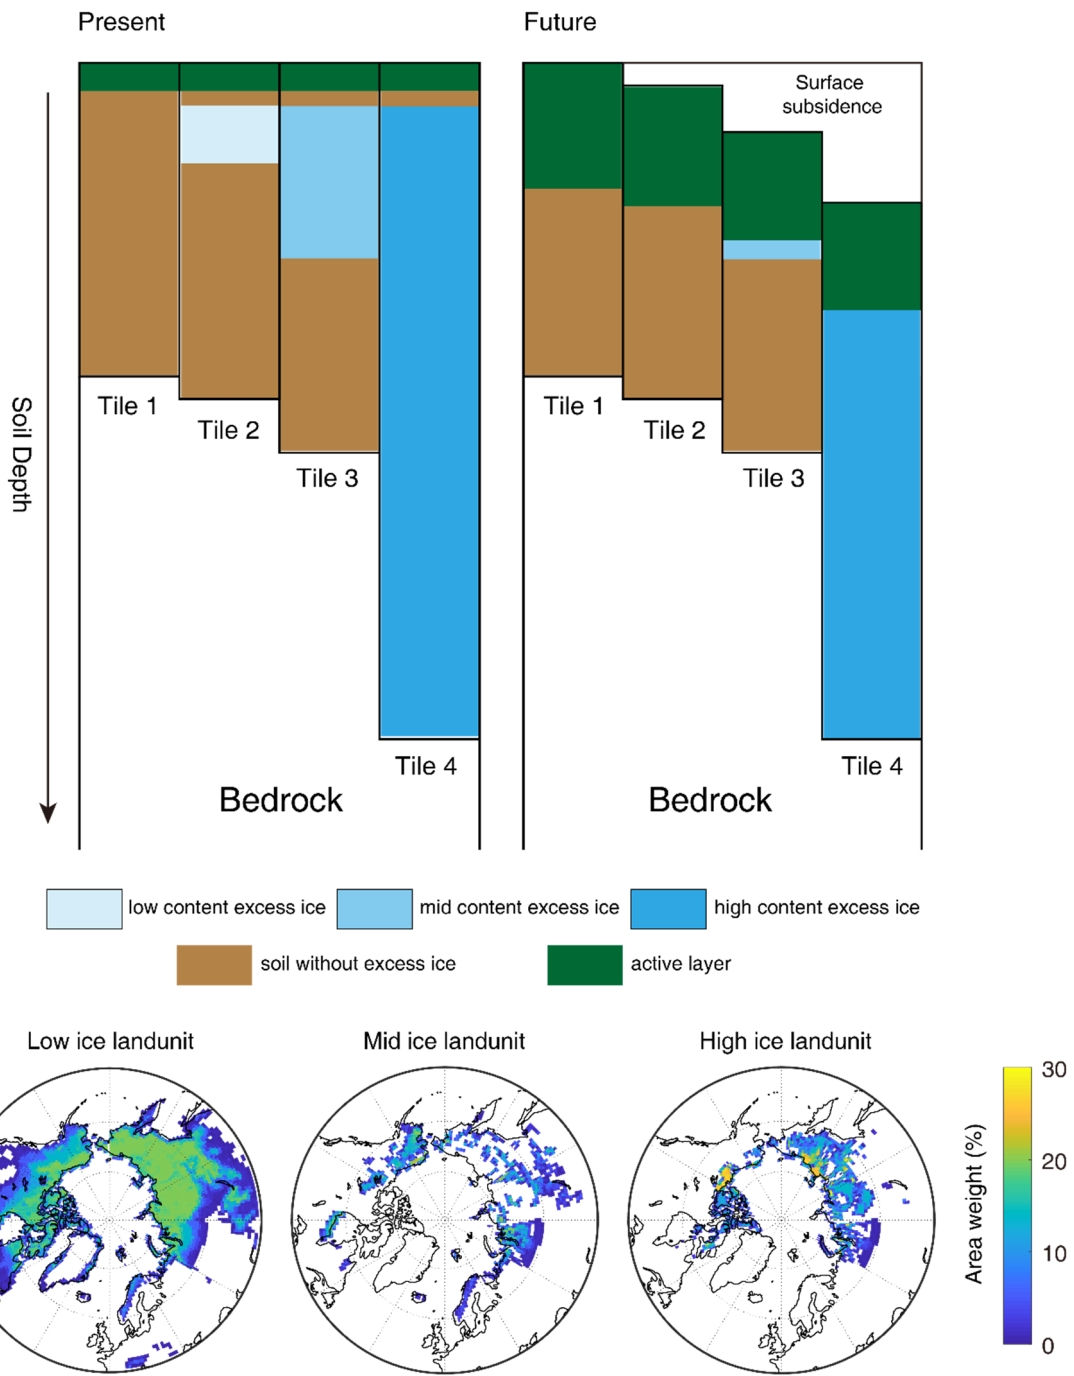 Present
Future
Surface
subsidence
Soil Depth
Tile 1
Tile 2
Tile 3
Tile 4
Bedrock
Tile 1
Tile 2
Tile 3
Tile 4
Bedrock
low content excess ice
mid content excess ice
high content excess ice
soil without excess ice
active layer
Low ice landunit
Mid ice landunit
High ice landunit
30
20
10
0
Area weight (%)